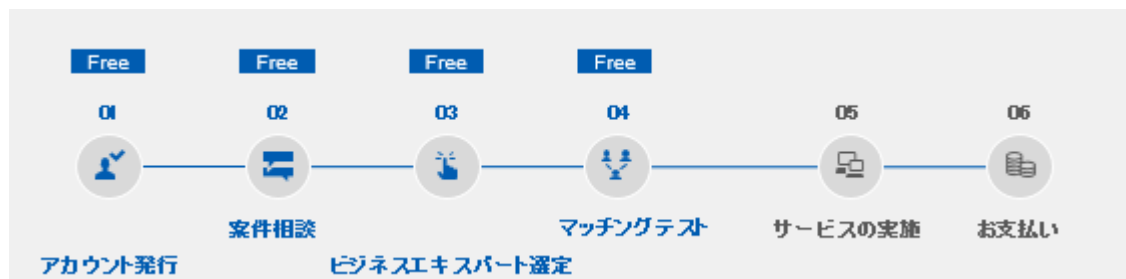 Free Free Free Free
01 02 03 04 05 06
案件相談 マッチングテスト サービスの実施 お支払い
アカウント発行 ビジネスエキスパート選定